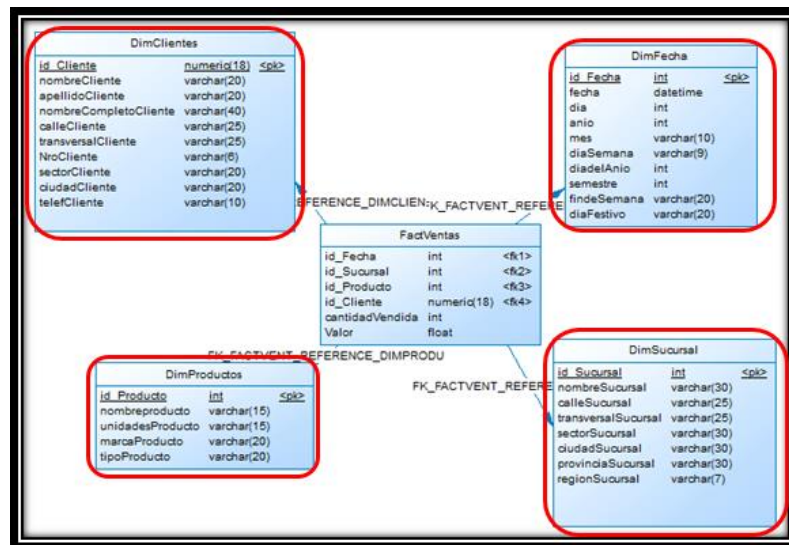 DimClientes
id_Cliente numeric(18) <pk>
nombreCliente varchar(20)
apellidoCliente varchar(20)
nombreCompletoCliente varchar(40)
calleCliente varchar(25)
transversalCliente varchar(25)
NroCliente varchar(6)
sectorCliente varchar(20)
ciudadCliente varchar(20)
telefCliente varchar(10)
DimFecha
id_Fecha int <pk>
fecha datetime
dia int
anio int
mes varchar(10)
diaSemana varchar(9)
diadelAnio int
semestre int
findeSemana varchar(20)
diaFestivo varchar(20)
EFERENCE_DIMCLIEN
K_FACTVENT_REFERE
FactVentas
id_Fecha int <fk1>
id_Sucursal int <fk2>
id_Producto int <fk3>
id_Cliente numeric(18) <fk4>
cantidadVendida int
Valor float
FK_FACTVENT_REFERENCE_DIMPRODU
FK_FACTVENT_REFERE
DimProductos
id_Producto int <pk>
nombreproducto varchar(15)
unidadesProducto varchar(15)
marcaProducto varchar(20)
tipoProducto varchar(20)
DimSucursal
id_Sucursal int <pk>
nombreSucursal varchar(30)
calleSucursal varchar(25)
transversalSucursal varchar(25)
sectorSucursal varchar(30)
ciudadSucursal varchar(30)
provinciaSucursal varchar(30)
regionSucursal varchar(7)